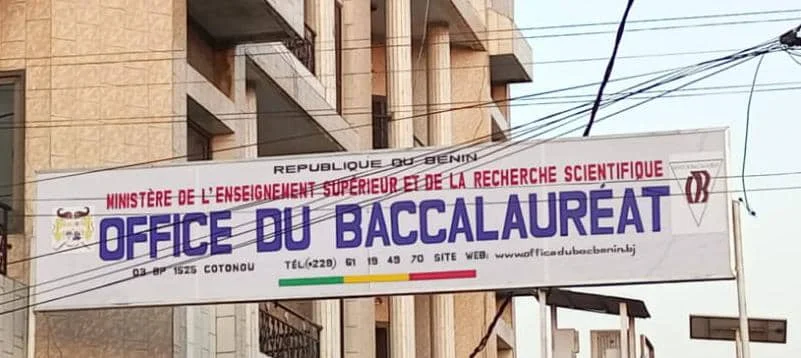 REPUBLIQUE DU BENIN
MINISTÈRE DE L'ENSEIGNEMENT SUPÉRIEUR ET DE LA RECHERCHE SCIENTIFIQUE
OFFICE DU BACCALAURÉAT
03 BP 1525 COTONOU TÉL(+229) 61 19 49 70 SITE WEB: www.officedubacbenin.bj
OB